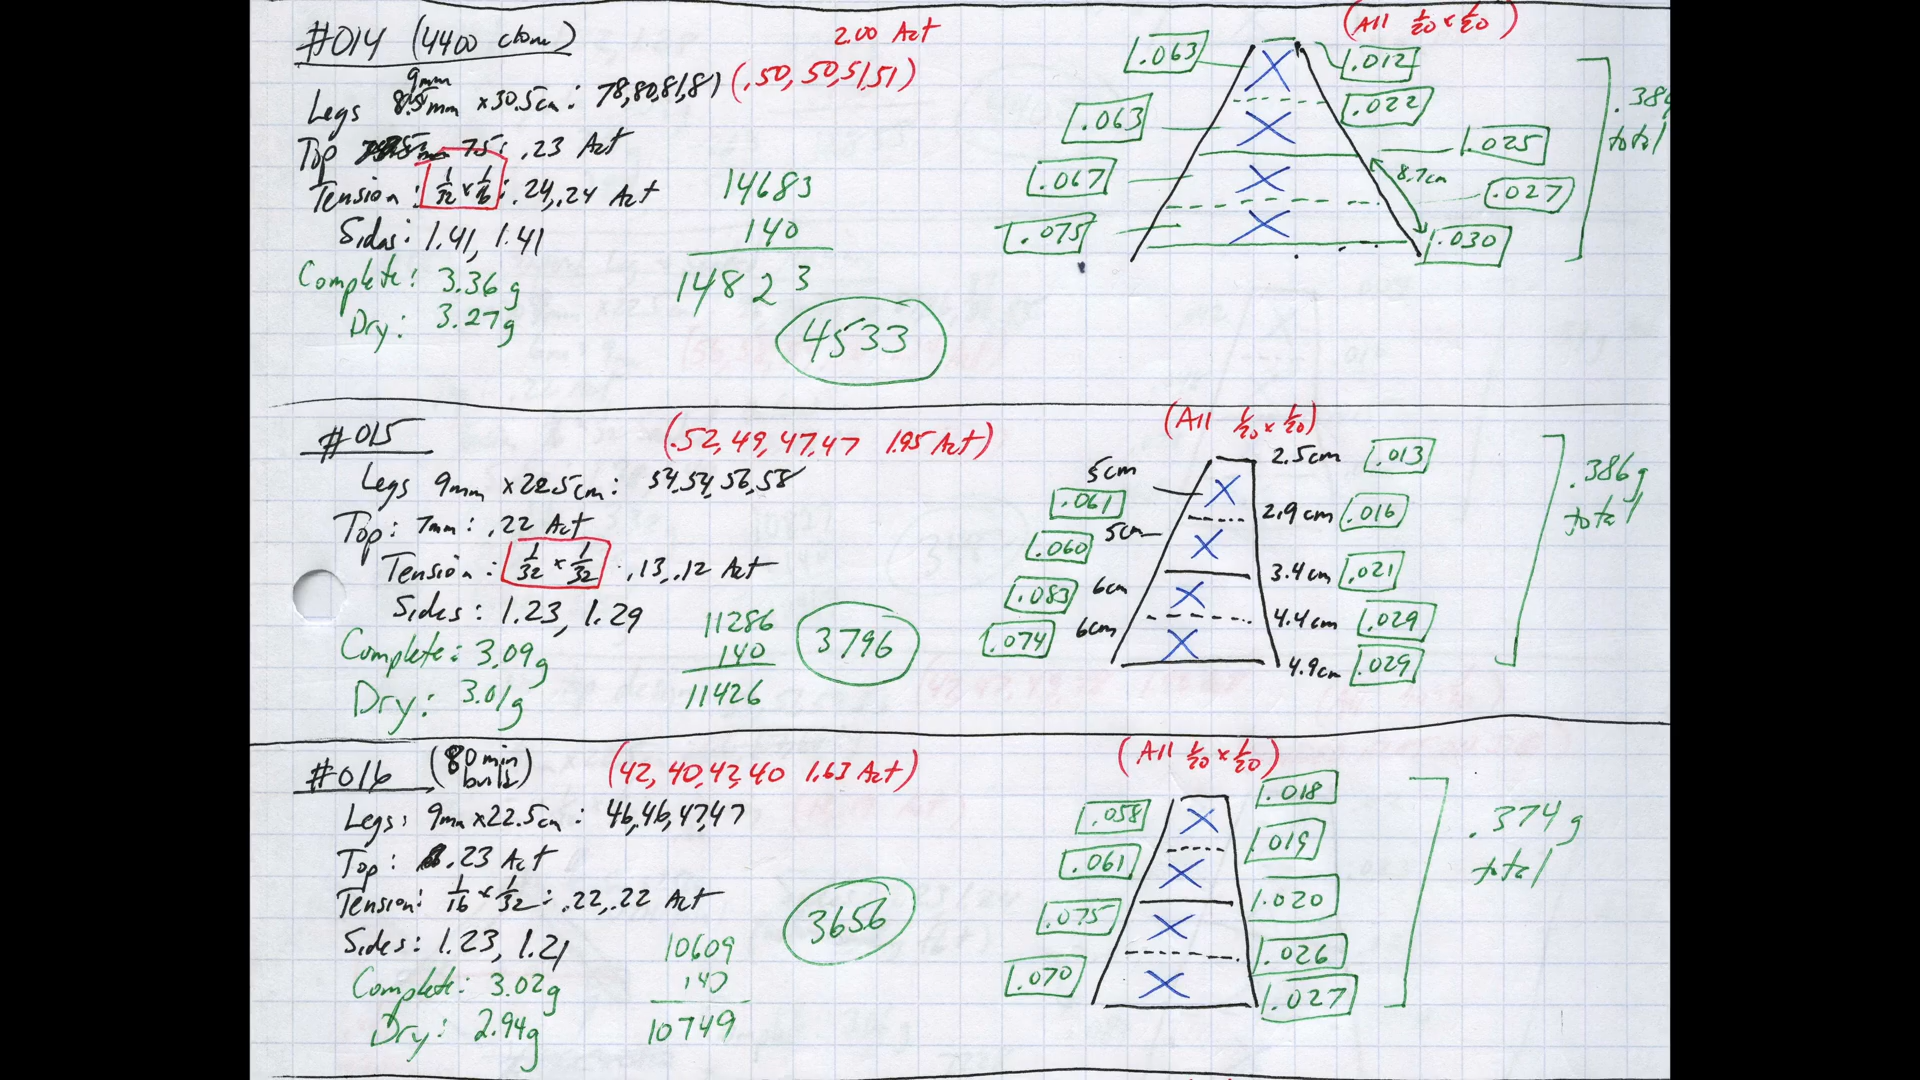 #014 (4400 clone)
2.00 Act
(All 1/20 x 1/20)
9mm
Legs 8.5mm x 30.5cm: 78,80,81,81 (.50, 50, 51, 51)
Top 75: .23 Act
Tension: 1/32 x 1/16: .24, .24 Act
Sides: 1.41, 1.41
Complete: 3.36g
Dry: 3.27g
14683
140
14823
4533
.063
.012
.063
.022
.067
.025
8.7cm
.027
.075
.030
.386
total
#015
(.52, 49, 47, 47 1.95 Act)
(All 1/20 x 1/20)
Legs 9mm x 22.5cm: 54,54,56,58
Top: 7mm: .22 Act
Tension: 1/32 x 1/32: .13, .12 Act
Sides: 1.23, 1.29
Complete: 3.09g
Dry: 3.01g
11286
140
11426
3796
5cm
2.5cm .013
.061
2.9cm .016
.060 5cm
3.4cm .021
.083 6cm
4.4cm .029
.074 6cm
4.9cm .029
.386g
total
#016 (80 min build)
(42, 40, 42, 40 1.63 Act)
(All 1/20 x 1/20)
Legs: 9mm x 22.5cm: 46,46,47,47
Top: .23 Act
Tension: 1/16 x 1/32: .22, .22 Act
Sides: 1.23, 1.21
Complete: 3.02g
Dry: 2.94g
10609
140
10749
3656
.018
.058
.019
.061
.020
.075
.026
.070
.027
.374g
total